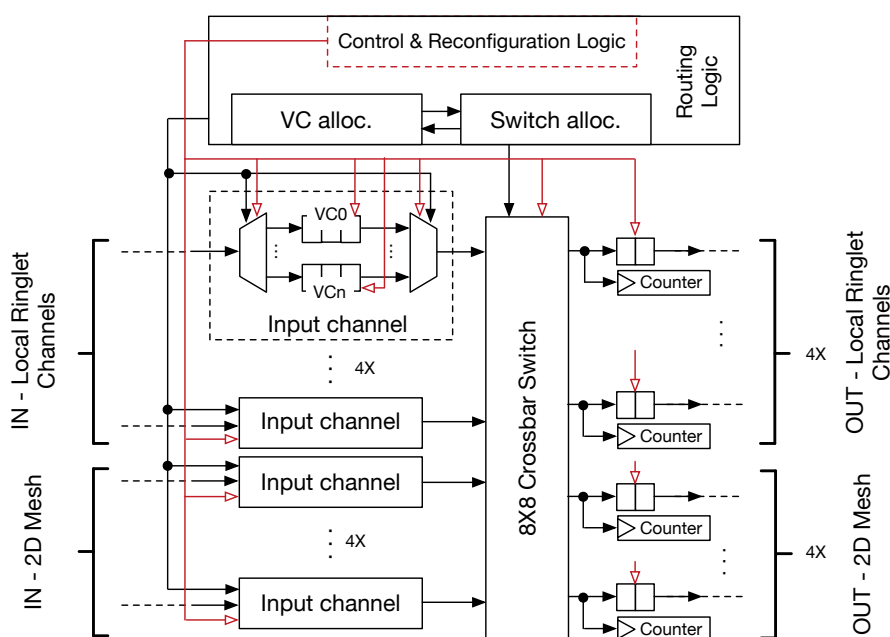 Control & Reconfiguration Logic
Routing
Logic
VC alloc.
Switch alloc.
VC0
VCn
Input channel
4X
Input channel
Input channel
4X
Input channel
IN - Local Ringlet
Channels
IN - 2D Mesh
8X8 Crossbar Switch
Counter
Counter
Counter
Counter
4X
4X
OUT - Local Ringlet
Channels
OUT - 2D Mesh